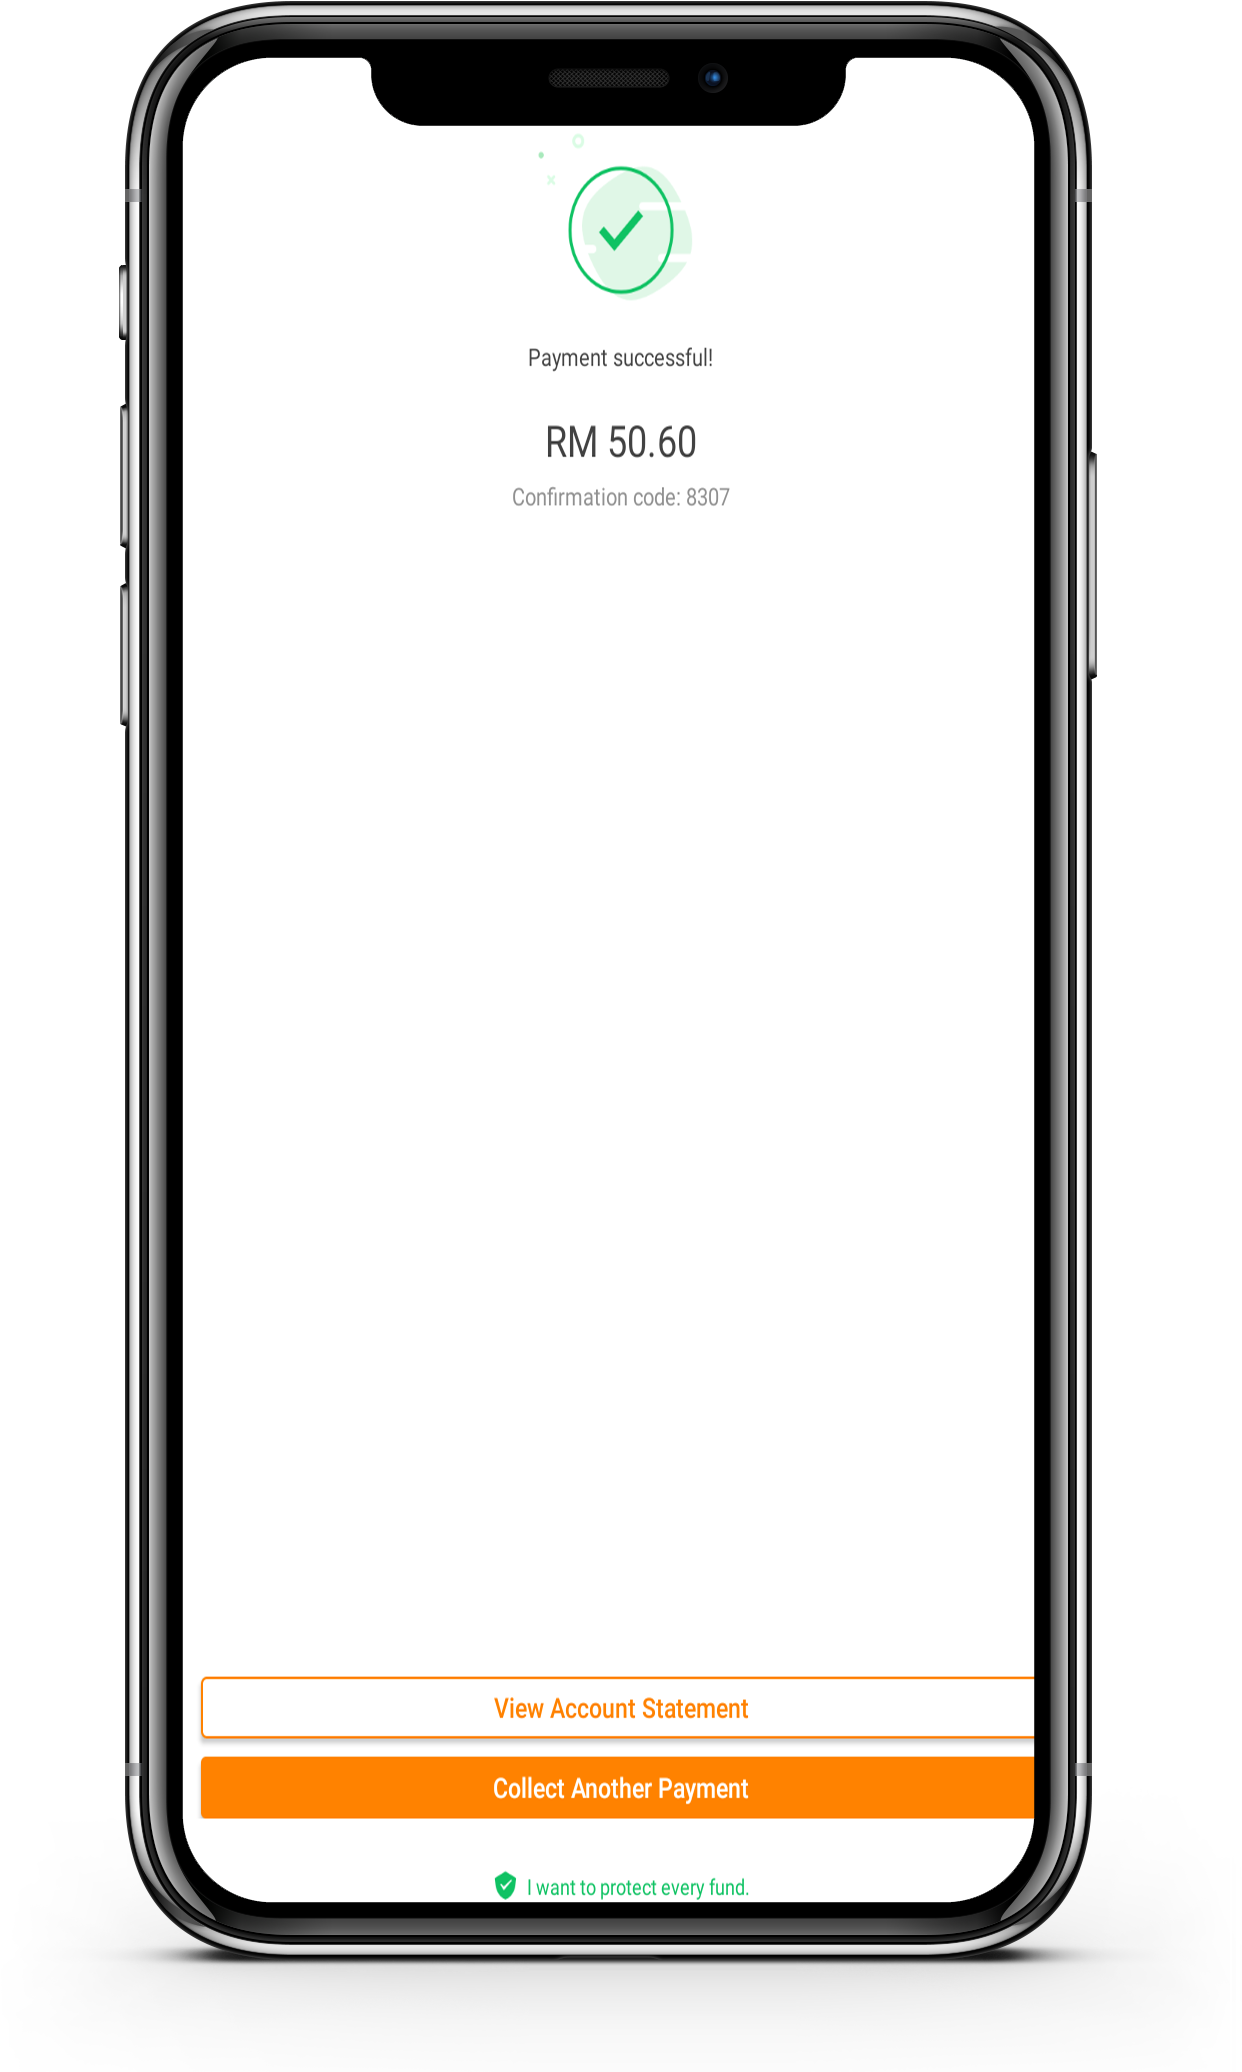 Payment successful!
RM 50.60
Confirmation code: 8307
View Account Statement
Collect Another Payment
I want to protect every fund.